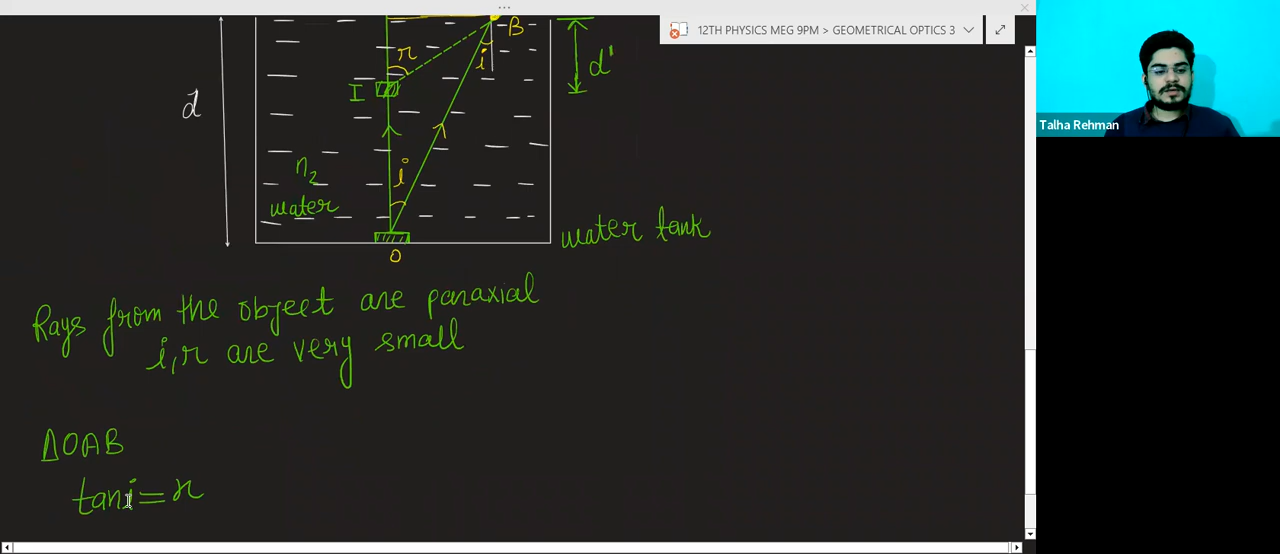 12TH PHYSICS MEG 9PM > GEOMETRICAL OPTICS 3
Talha Rehman
B
r
i
d'
I
d
i
n₂
water
water tank
O
Rays from the object are paraxial
i, r are very small
ΔOAB
tan i = x